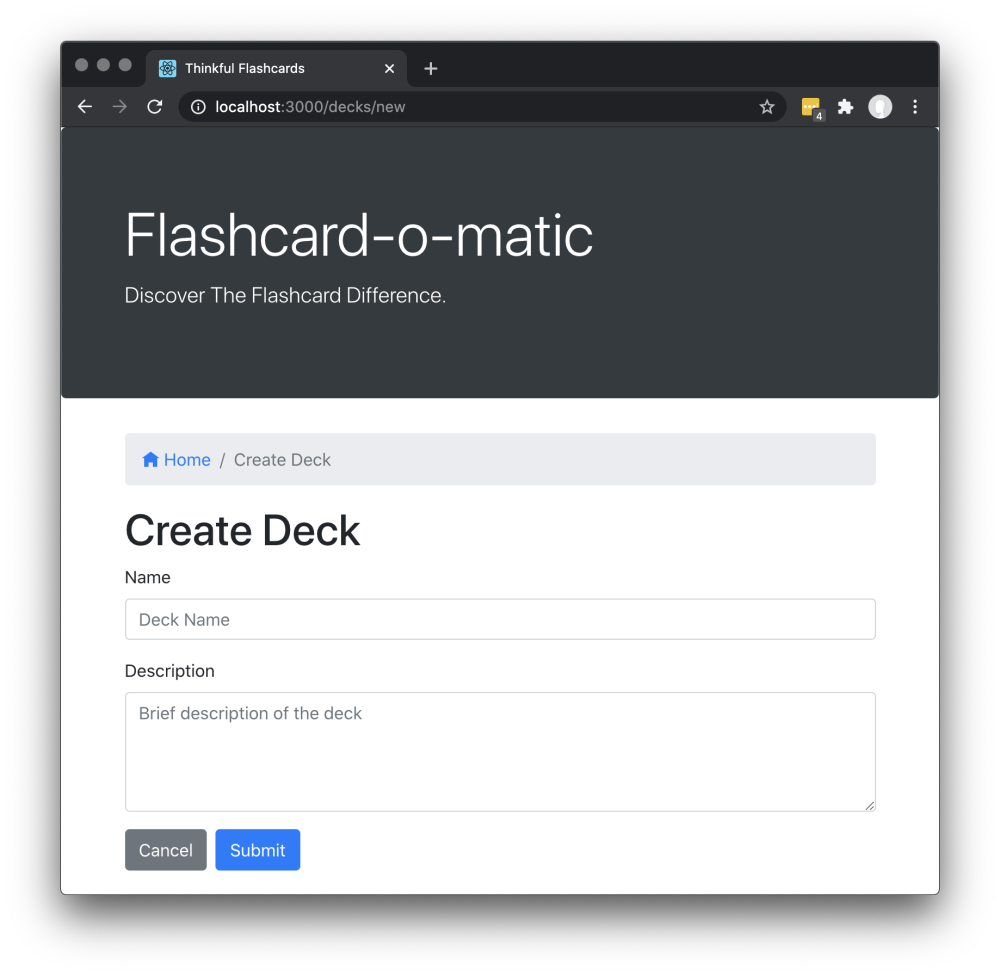 Thinkful Flashcards
localhost:3000/decks/new
4
Flashcard-o-matic
Discover The Flashcard Difference.
Home / Create Deck
Create Deck
Name
Deck Name
Description
Brief description of the deck
Cancel Submit